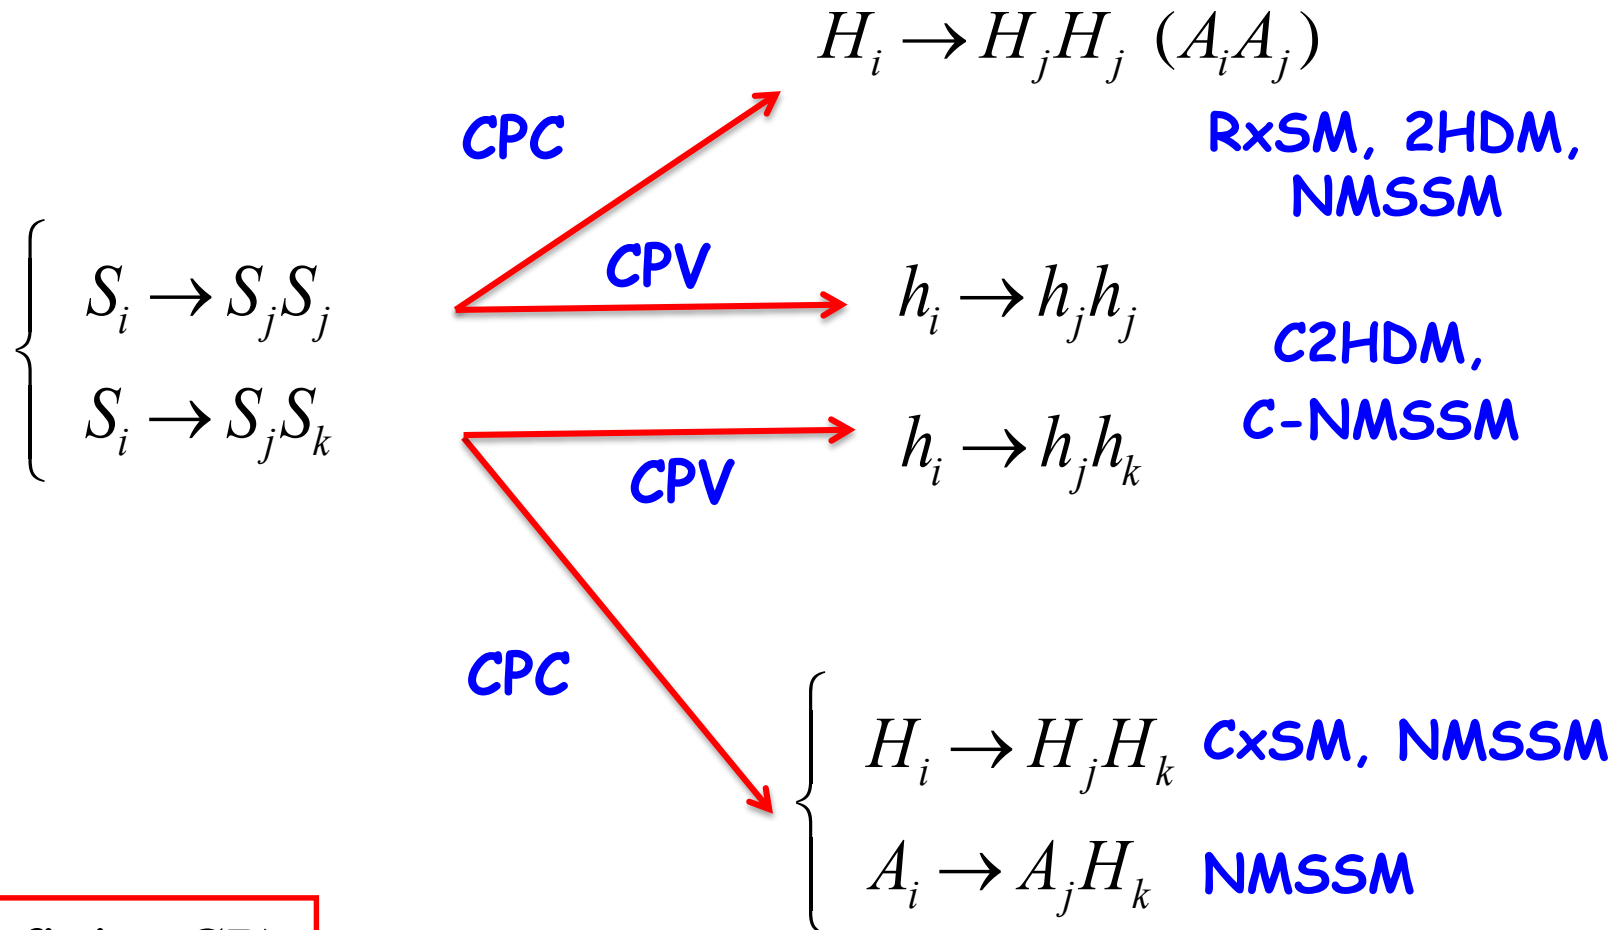 H_i → H_j H_j (A_i A_j)
CPC
RxSM, 2HDM,
NMSSM
CPV
S_i → S_j S_j
h_i → h_j h_j
C2HDM,
S_i → S_j S_k
h_i → h_j h_k
C-NMSSM
CPV
CPC
H_i → H_j H_k CxSM, NMSSM
A_i → A_j H_k NMSSM